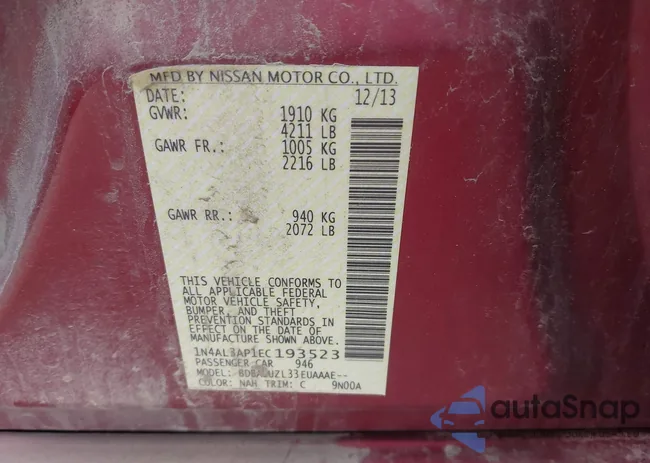 MFD BY NISSAN MOTOR CO., LTD.
DATE: 12/13
GVWR: 1910 KG
4211 LB
GAWR FR.: 1005 KG
2216 LB
GAWR RR.: 940 KG
2072 LB
THIS VEHICLE CONFORMS TO
ALL APPLICABLE FEDERAL
MOTOR VEHICLE SAFETY,
BUMPER, AND THEFT
PREVENTION STANDARDS IN
EFFECT ON THE DATE OF
MANUFACTURE SHOWN ABOVE.
1N4AL3AP1EC193523
PASSENGER CAR 946
MODEL:
COLOR: NAH TRIM: C 9N00A
autoSnap